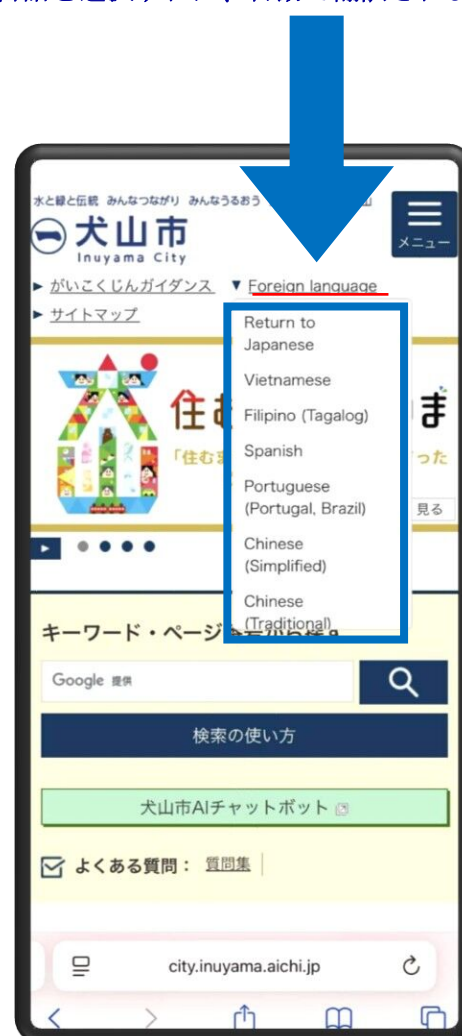 水と緑と伝統 みんなつながり みんなうるおう
犬山市
Inuyama City
メニュー
▶ がいこくじんガイダンス ▼ Foreign language
▶ サイトマップ
Return to
Japanese
Vietnamese
Filipino (Tagalog)
Spanish
Portuguese
(Portugal, Brazil)
Chinese
(Simplified)
Chinese
(Traditional)
住む
ま
「住む
った
見る
キーワード・ページ
Google 提供
検索の使い方
犬山市AIチャットボット
よくある質問： 質問集
city.inuyama.aichi.jp